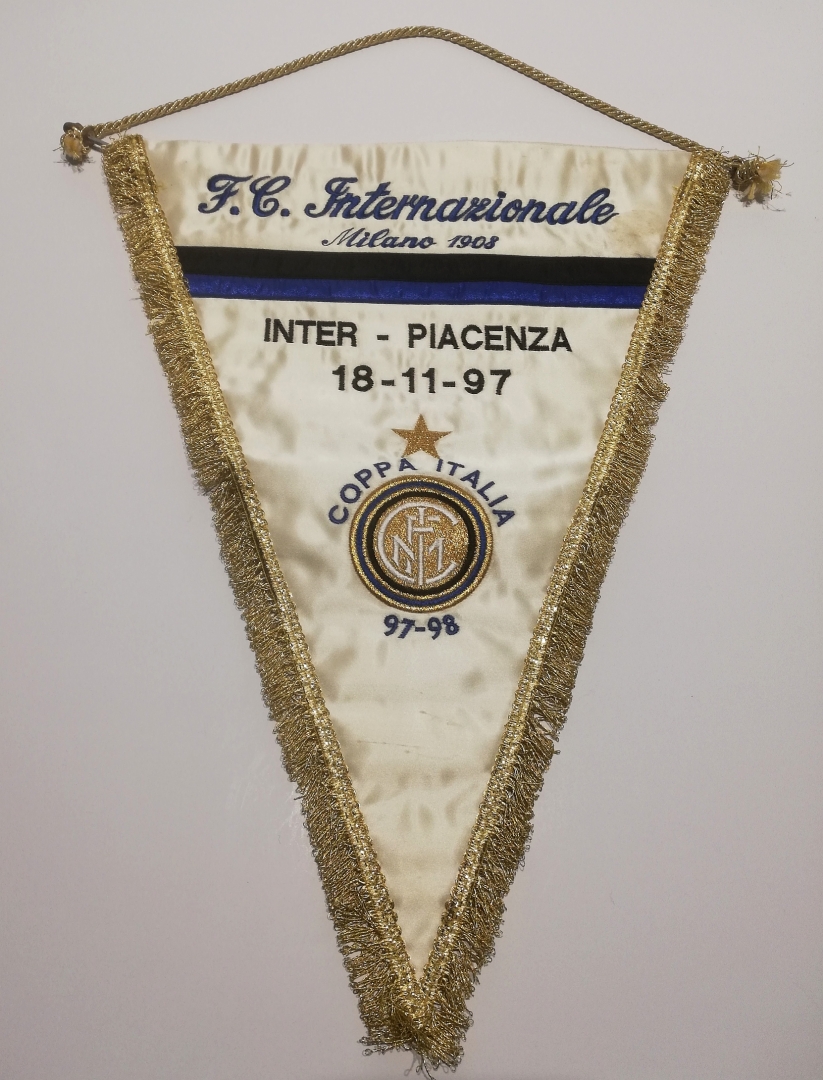 F.C. Internazionale
Milano 1908
INTER - PIACENZA
18-11-97
COPPA ITALIA
FCIM
97-98